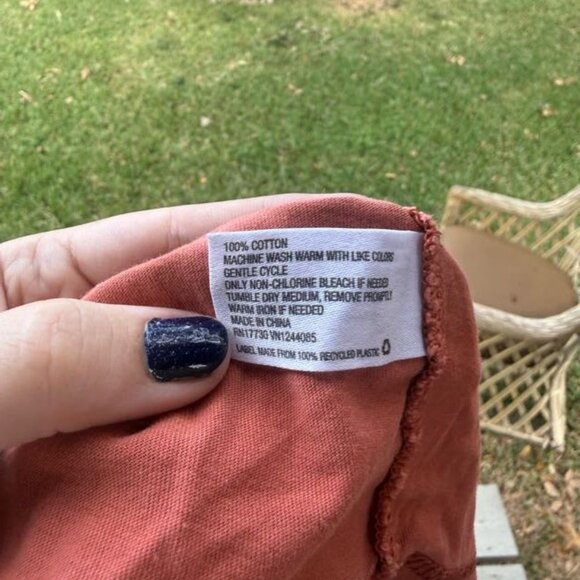 100% COTTON
MACHINE WASH WARM WITH LIKE COLORS
GENTLE CYCLE
ONLY NON-CHLORINE BLEACH IF NEEDED
TUMBLE DRY MEDIUM, REMOVE PROMPTLY
WARM IRON IF NEEDED
MADE IN CHINA
RN17730 VN1244085
LABEL MADE FROM 100% RECYCLED PLASTIC